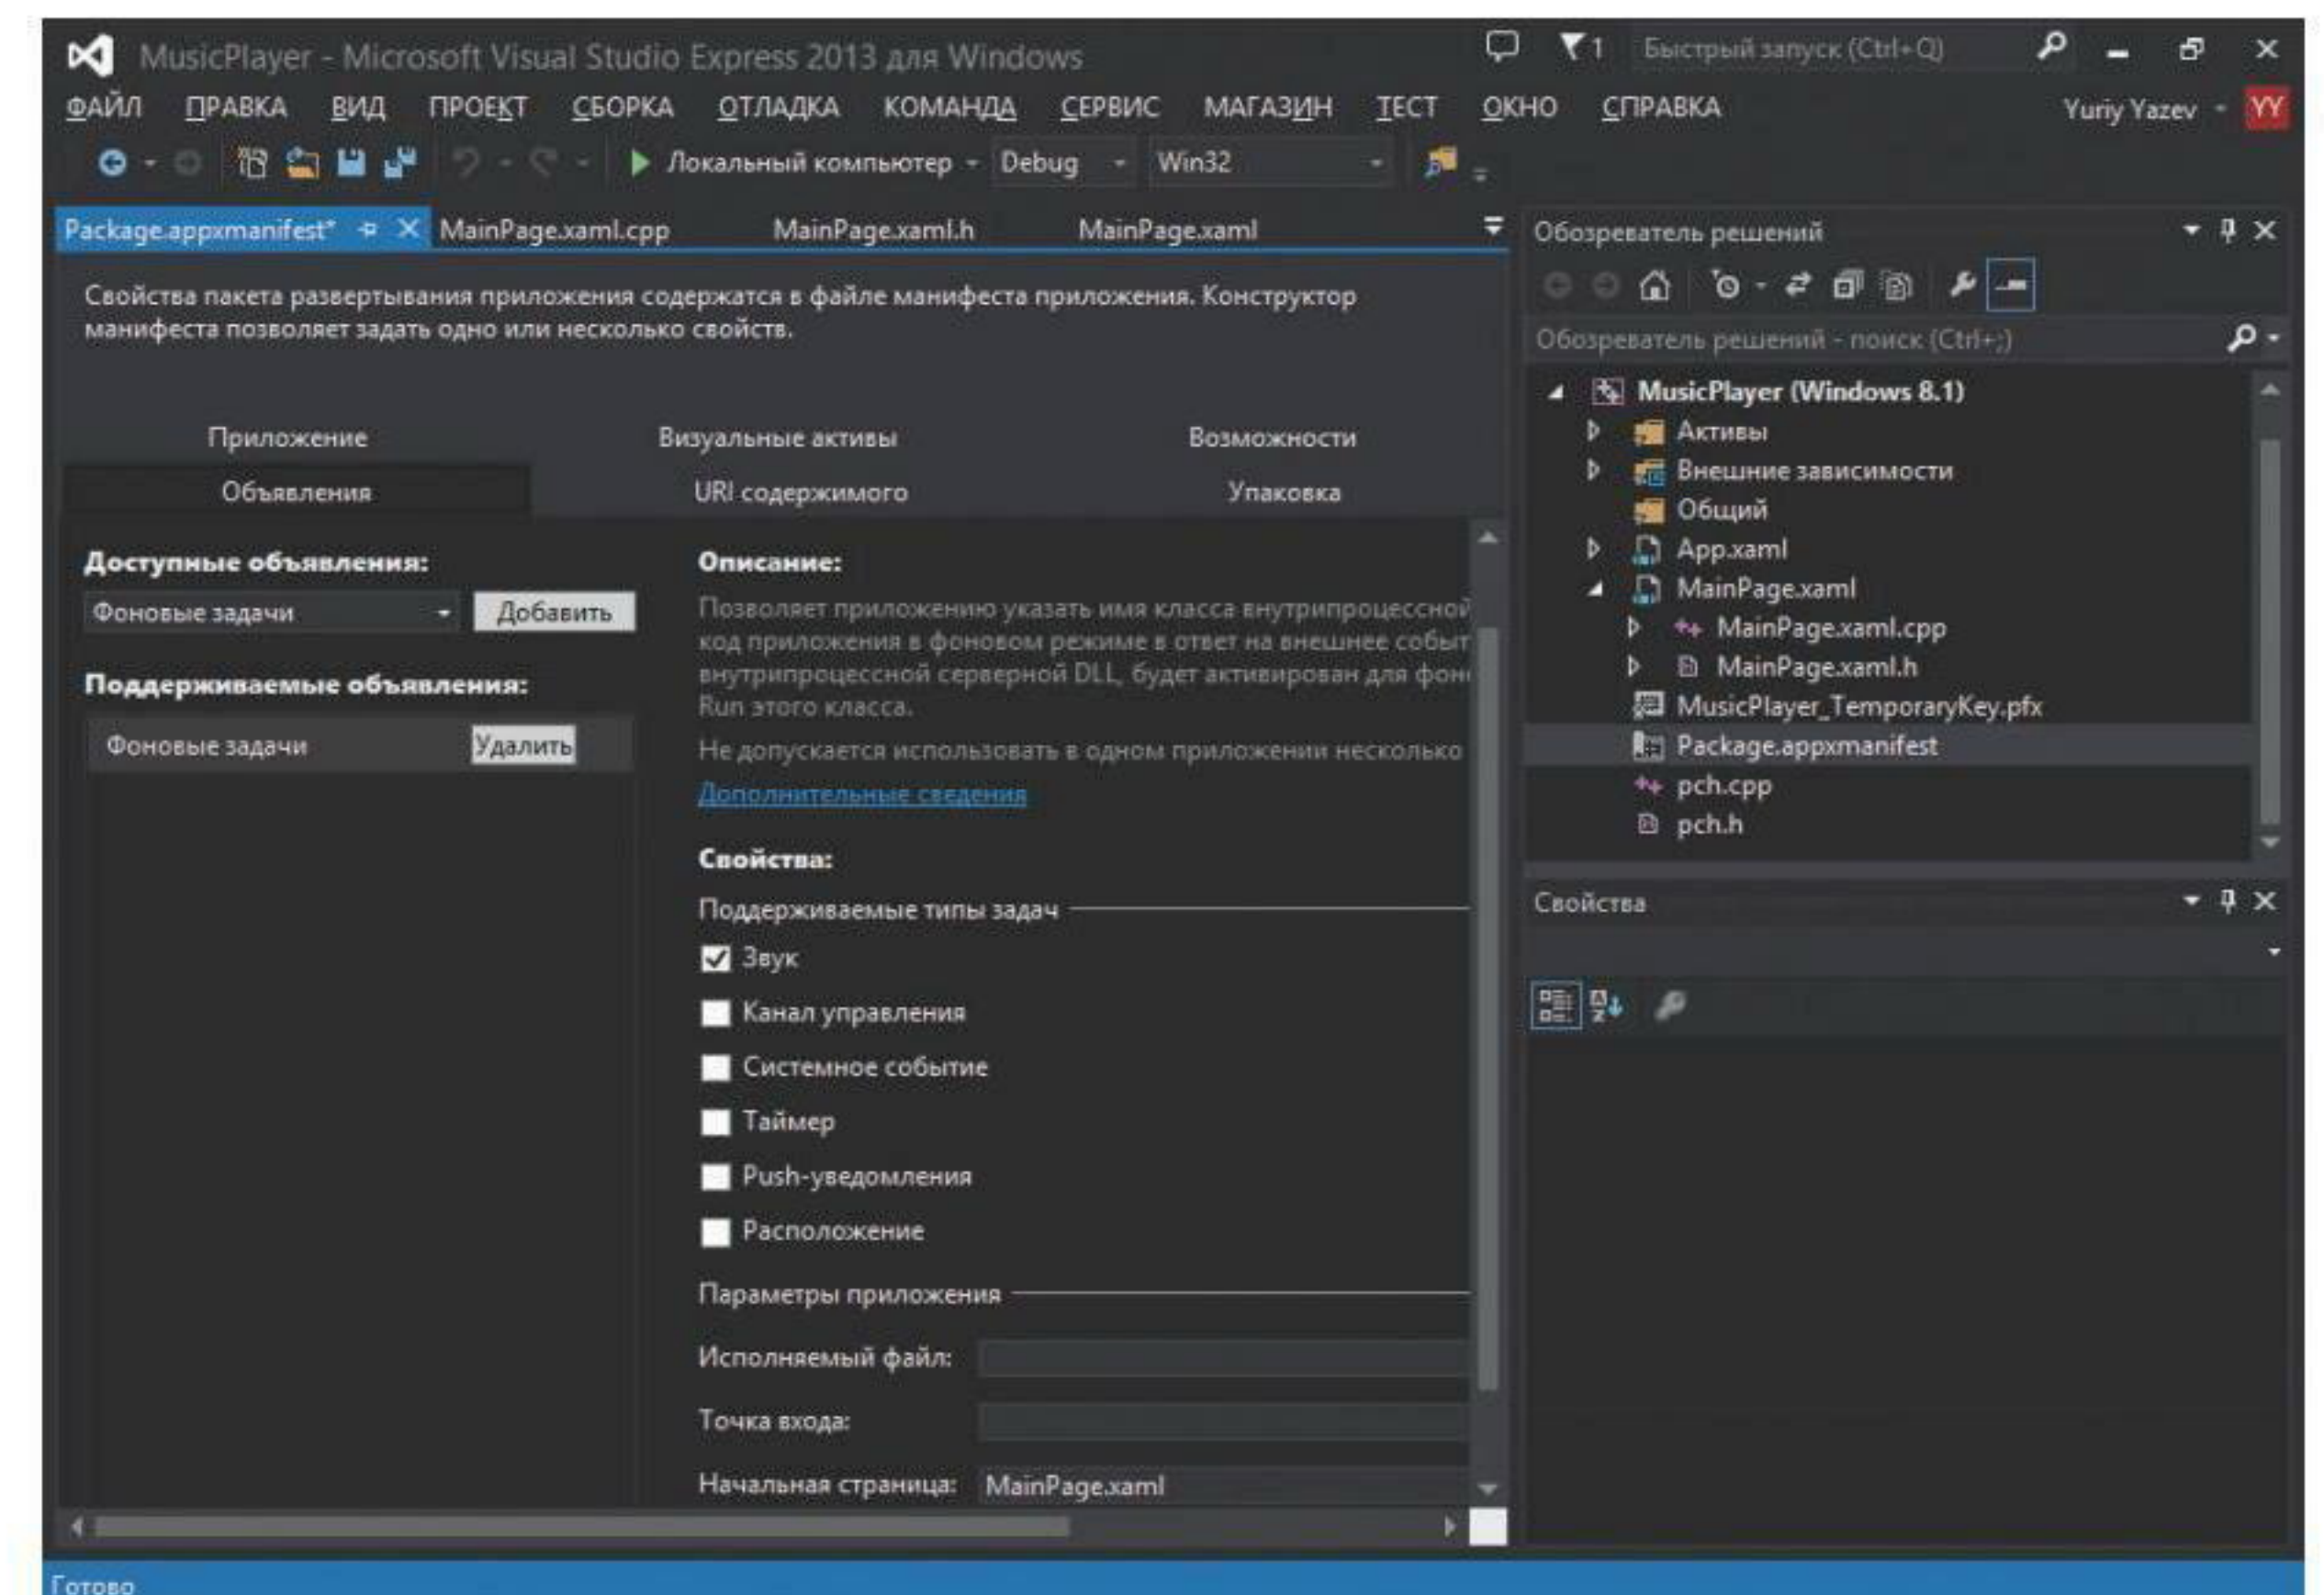 MusicPlayer - Microsoft Visual Studio Express 2013 для Windows
1
Быстрый запуск (Ctrl+Q)
ФАЙЛ ПРАВКА ВИД ПРОЕКТ СБОРКА ОТЛАДКА КОМАНДА СЕРВИС МАГАЗИН ТЕСТ ОКНО СПРАВКА
Yuriy Yazev YY
Локальный компьютер Debug Win32
Package.appxmanifest* MainPage.xaml.cpp MainPage.xaml.h MainPage.xaml
Свойства пакета развертывания приложения содержатся в файле манифеста приложения. Конструктор
манифеста позволяет задать одно или несколько свойств.
Приложение Визуальные активы Возможности
Объявления URI содержимого Упаковка
Доступные объявления:
Фоновые задачи Добавить
Поддерживаемые объявления:
Фоновые задачи Удалить
Описание:
Позволяет приложению указать имя класса внутрипроцессной
код приложения в фоновом режиме в ответ на внешнее событ
внутрипроцессной серверной DLL, будет активирован для фон
Run этого класса.
Не допускается использовать в одном приложении несколько
Дополнительные сведения
Свойства:
Поддерживаемые типы задач
Звук
Канал управления
Системное событие
Таймер
Push-уведомления
Расположение
Параметры приложения
Исполняемый файл:
Точка входа:
Начальная страница: MainPage.xaml
Обозреватель решений
Обозреватель решений - поиск (Ctrl+;)
MusicPlayer (Windows 8.1)
Активы
Внешние зависимости
Общий
App.xaml
MainPage.xaml
MainPage.xaml.cpp
MainPage.xaml.h
MusicPlayer_TemporaryKey.pfx
Package.appxmanifest
pch.cpp
pch.h
Свойства
Готово